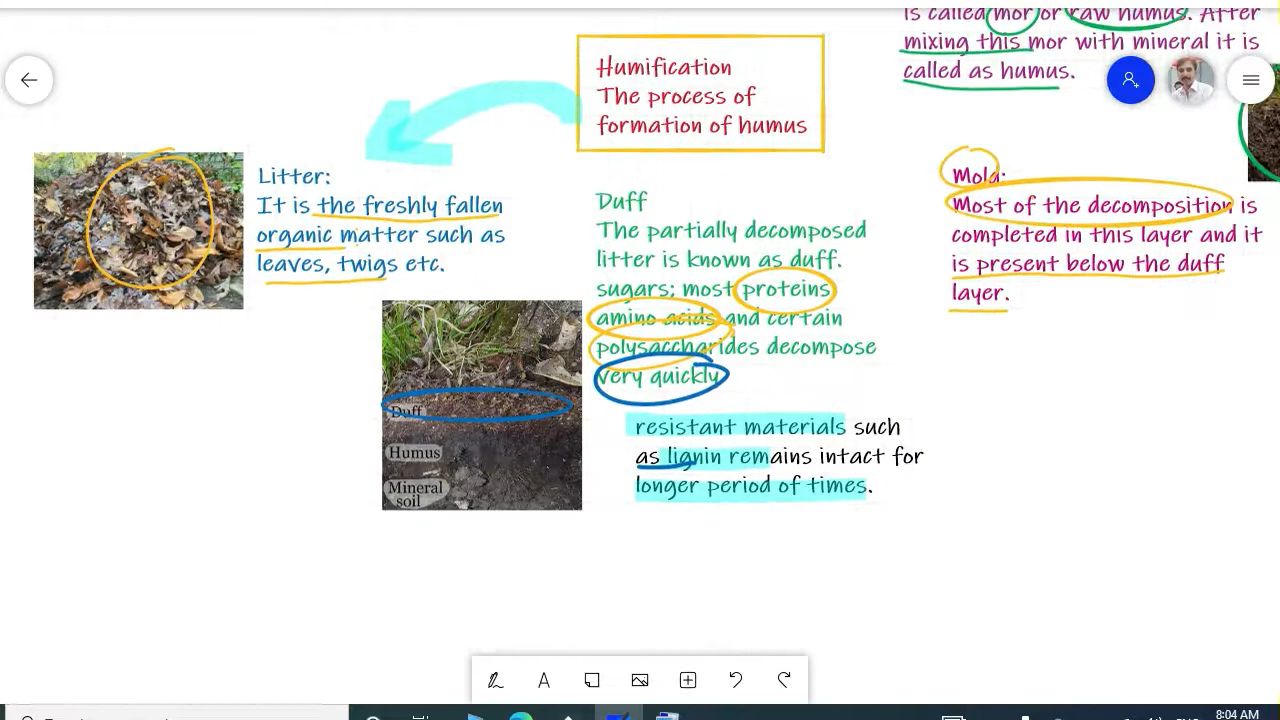 is called mor or raw humus. After
mixing this mor with mineral it is
called as humus.
Humification
The process of
formation of humus
Litter:
It is the freshly fallen
organic matter such as
leaves, twigs etc.
Duff
The partially decomposed
litter is known as duff.
sugars; most proteins
amino acids and certain
polysaccharides decompose
very quickly
resistant materials such
as lignin remains intact for
longer period of times.
Mold:
Most of the decomposition is
completed in this layer and it
is present below the duff
layer.
Duff
Humus
Mineral
soil
8:04 AM